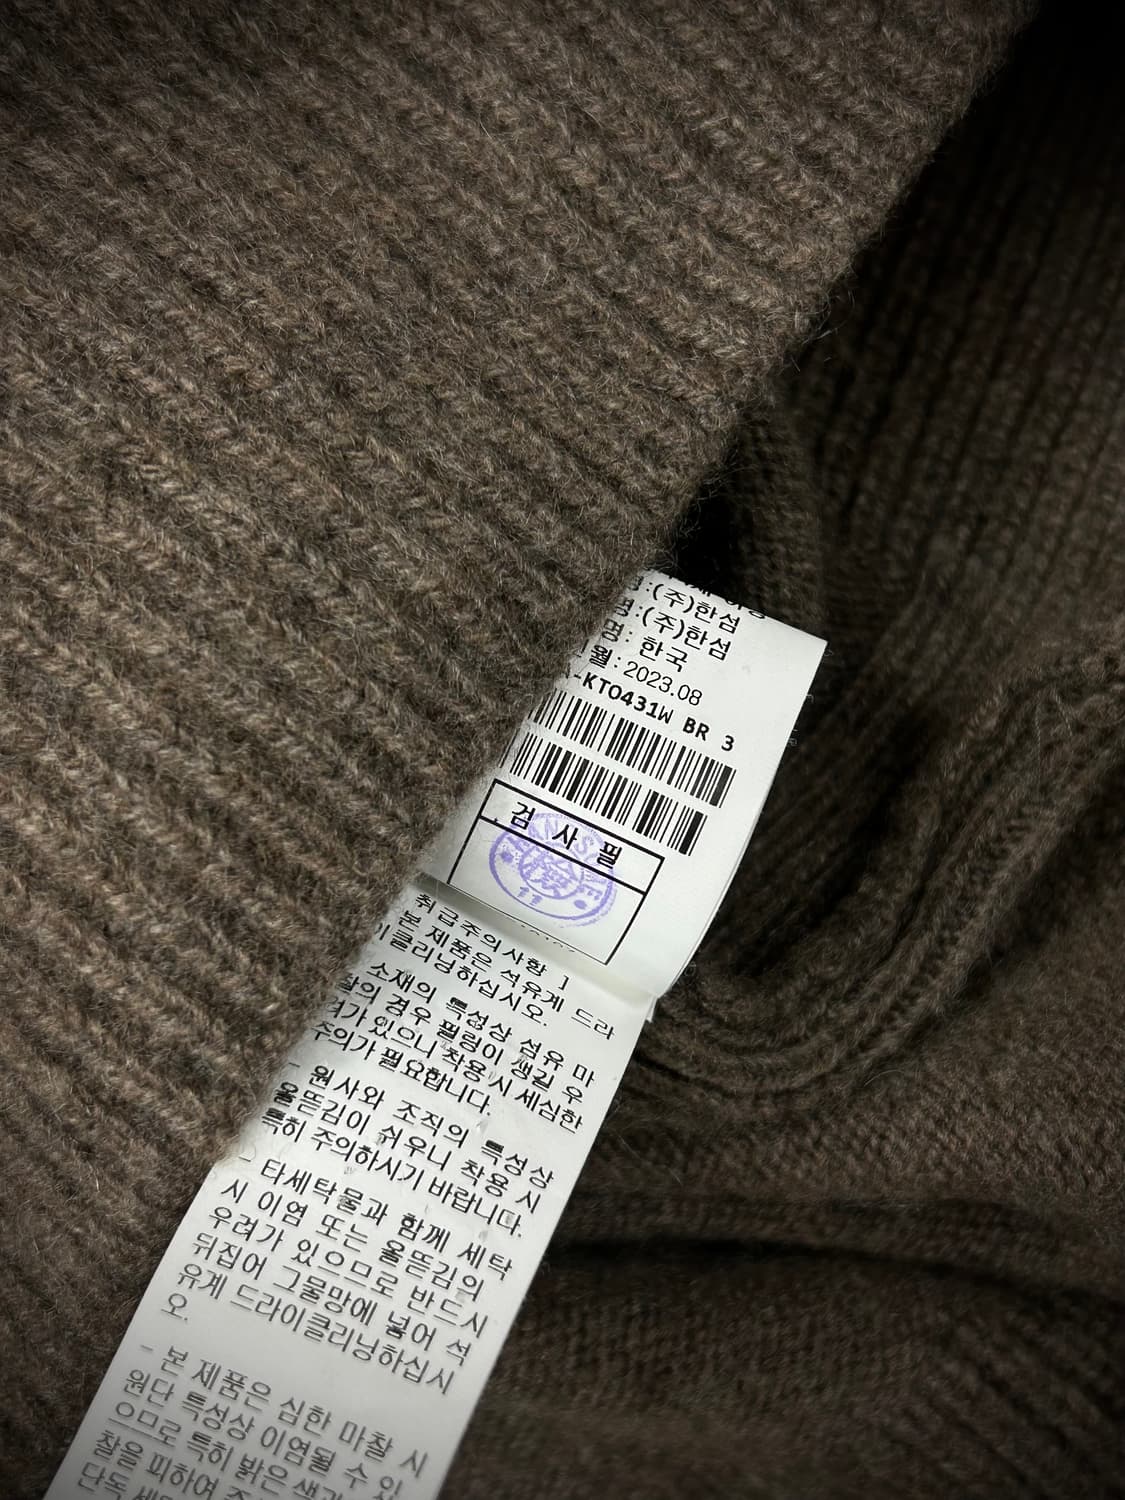 :(주)한섬
명:(주)한섬
명: 한국
월:2023.08
-KT0431W BR 3
검 사 필
11
취급주의사항 ]
본 제품은 석유계 드라
이클리닝하십시오.
소재의 특성상 섬유 마
찰의 경우 필링이 생길 우
려가 있으니 착용 시 세심한
주의가 필요합니다.
- 원사와 조직의 특성상
올뜯김이 쉬우니 착용 시
특히 주의하시기 바랍니다.
- 타세탁물과 함께 세탁
시 이염 또는 올뜯김의
우려가 있으므로 반드시
뒤집어 그물망에 넣어 석
유계 드라이클리닝하십시
오.
- 본 제품은 심한 마찰 시
원단 특성상 이염될 수 있
으므로 특히 밝은 색과
찰을 피하여
단독